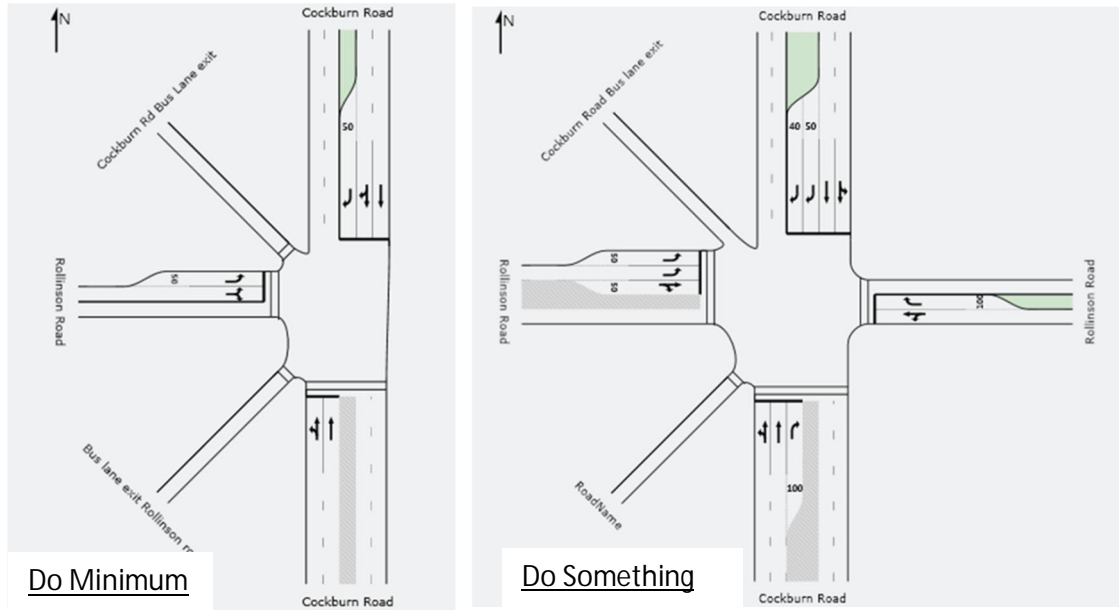 Cockburn Road
N
Cockburn Rd Bus Lane exit
50
50
Rollinson Road
Bus lane exit Rollinson
Cockburn Road
Do Minimum
Cockburn Road
N
Cockburn Road Bus lane exit
40 50
50
50
Rollinson Road
100
Rollinson Road
RoadName
100
Cockburn Road
Do Something